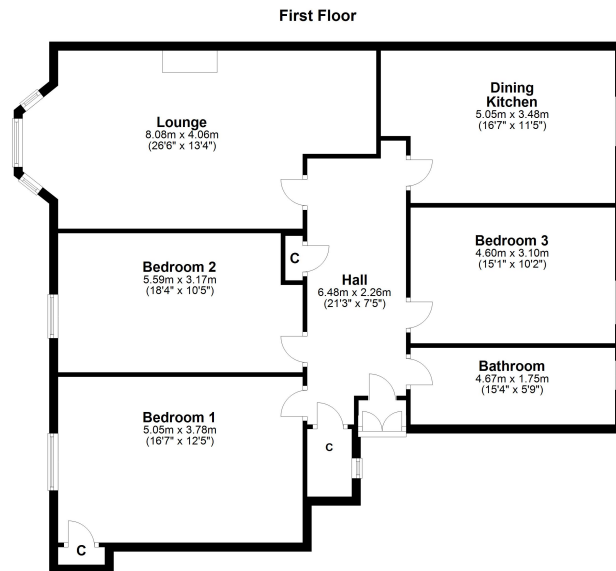 First Floor
Lounge
8.08m x 4.06m
(26'6" x 13'4")
Dining
Kitchen
5.05m x 3.48m
(16'7" x 11'5")
Bedroom 2
5.59m x 3.17m
(18'4" x 10'5")
C
Hall
6.48m x 2.26m
(21'3" x 7'5")
Bedroom 3
4.60m x 3.10m
(15'1" x 10'2")
Bedroom 1
5.05m x 3.78m
(16'7" x 12'5")
Bathroom
4.67m x 1.75m
(15'4" x 5'9")
C
C